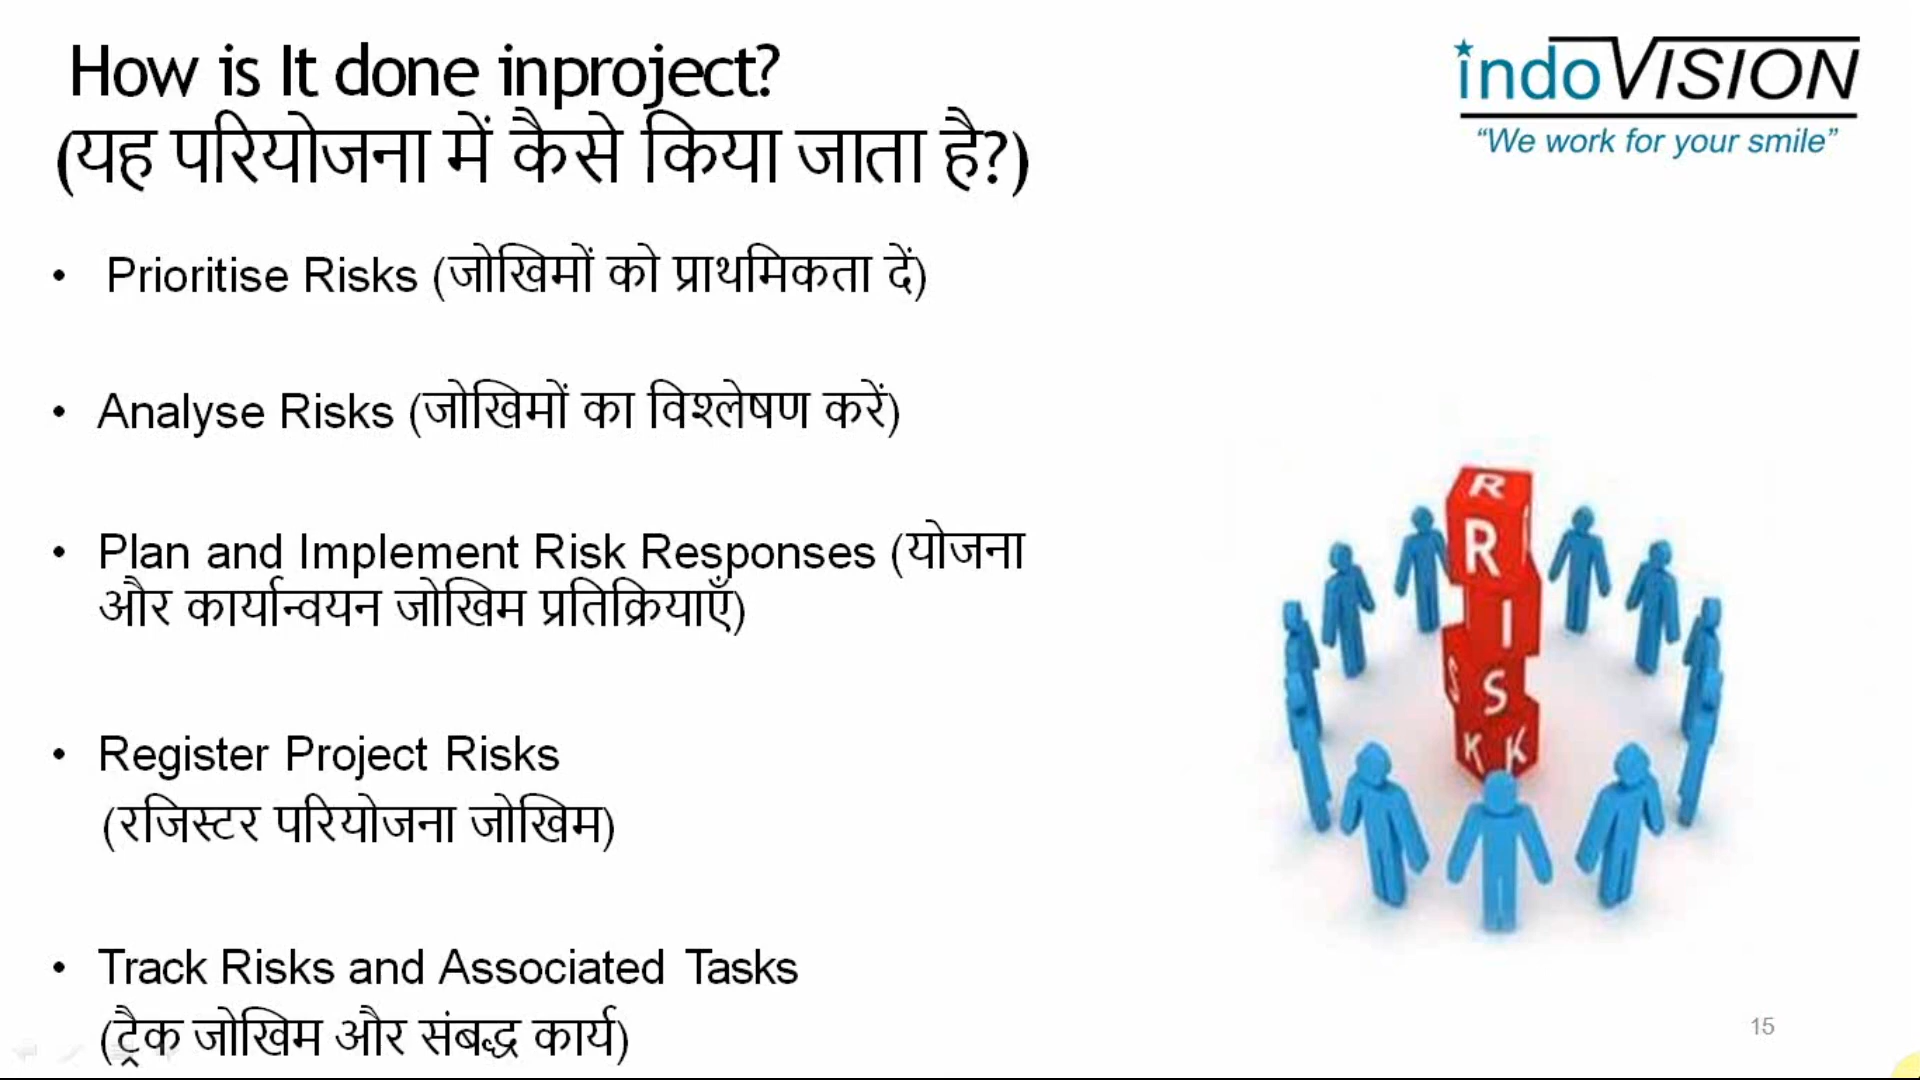 How is It done inproject?
(यह परियोजना में कैसे किया जाता है?)
indoVISION
“We work for your smile”
• Prioritise Risks (जोखिमों को प्राथमिकता दें)
• Analyse Risks (जोखिमों का विश्लेषण करें)
• Plan and Implement Risk Responses (योजना
और कार्यान्वयन जोखिम प्रतिक्रियाएँ)
• Register Project Risks
(रजिस्टर परियोजना जोखिम)
• Track Risks and Associated Tasks
(ट्रैक जोखिम और संबद्ध कार्य)
R
R I
I
S S
K K
15